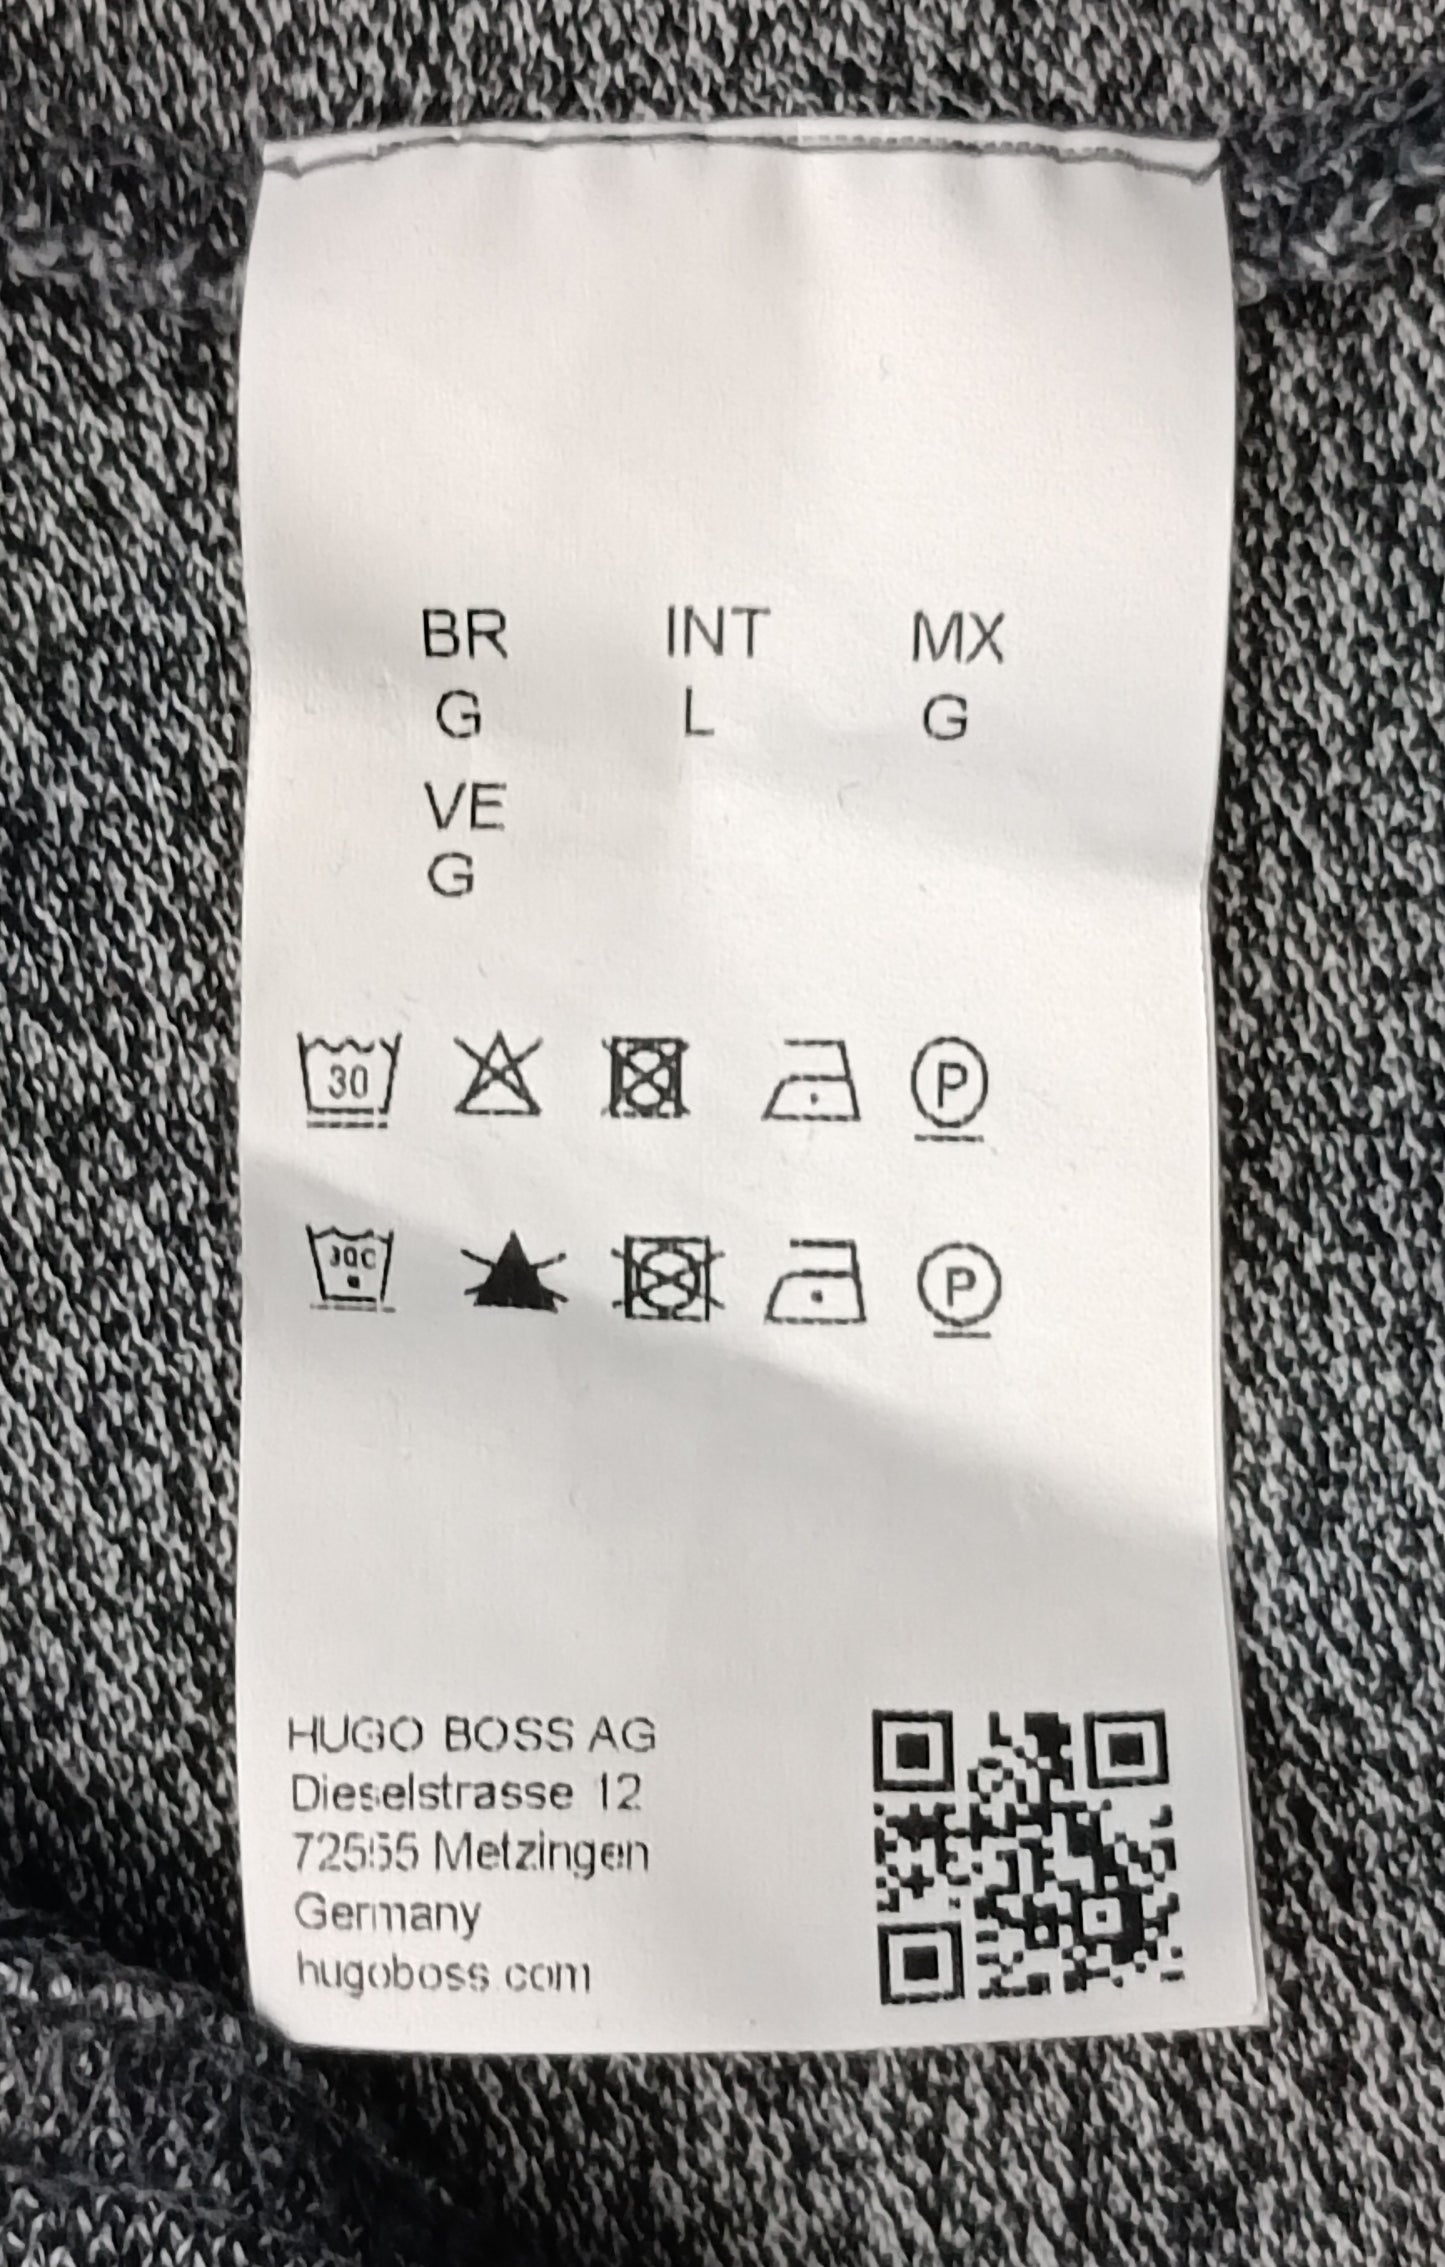 BR INT MX
G L G
VE
G
30 P
30C P
HUGO BOSS AG
Dieselstrasse 12
72555 Metzingen
Germany
hugoboss.com